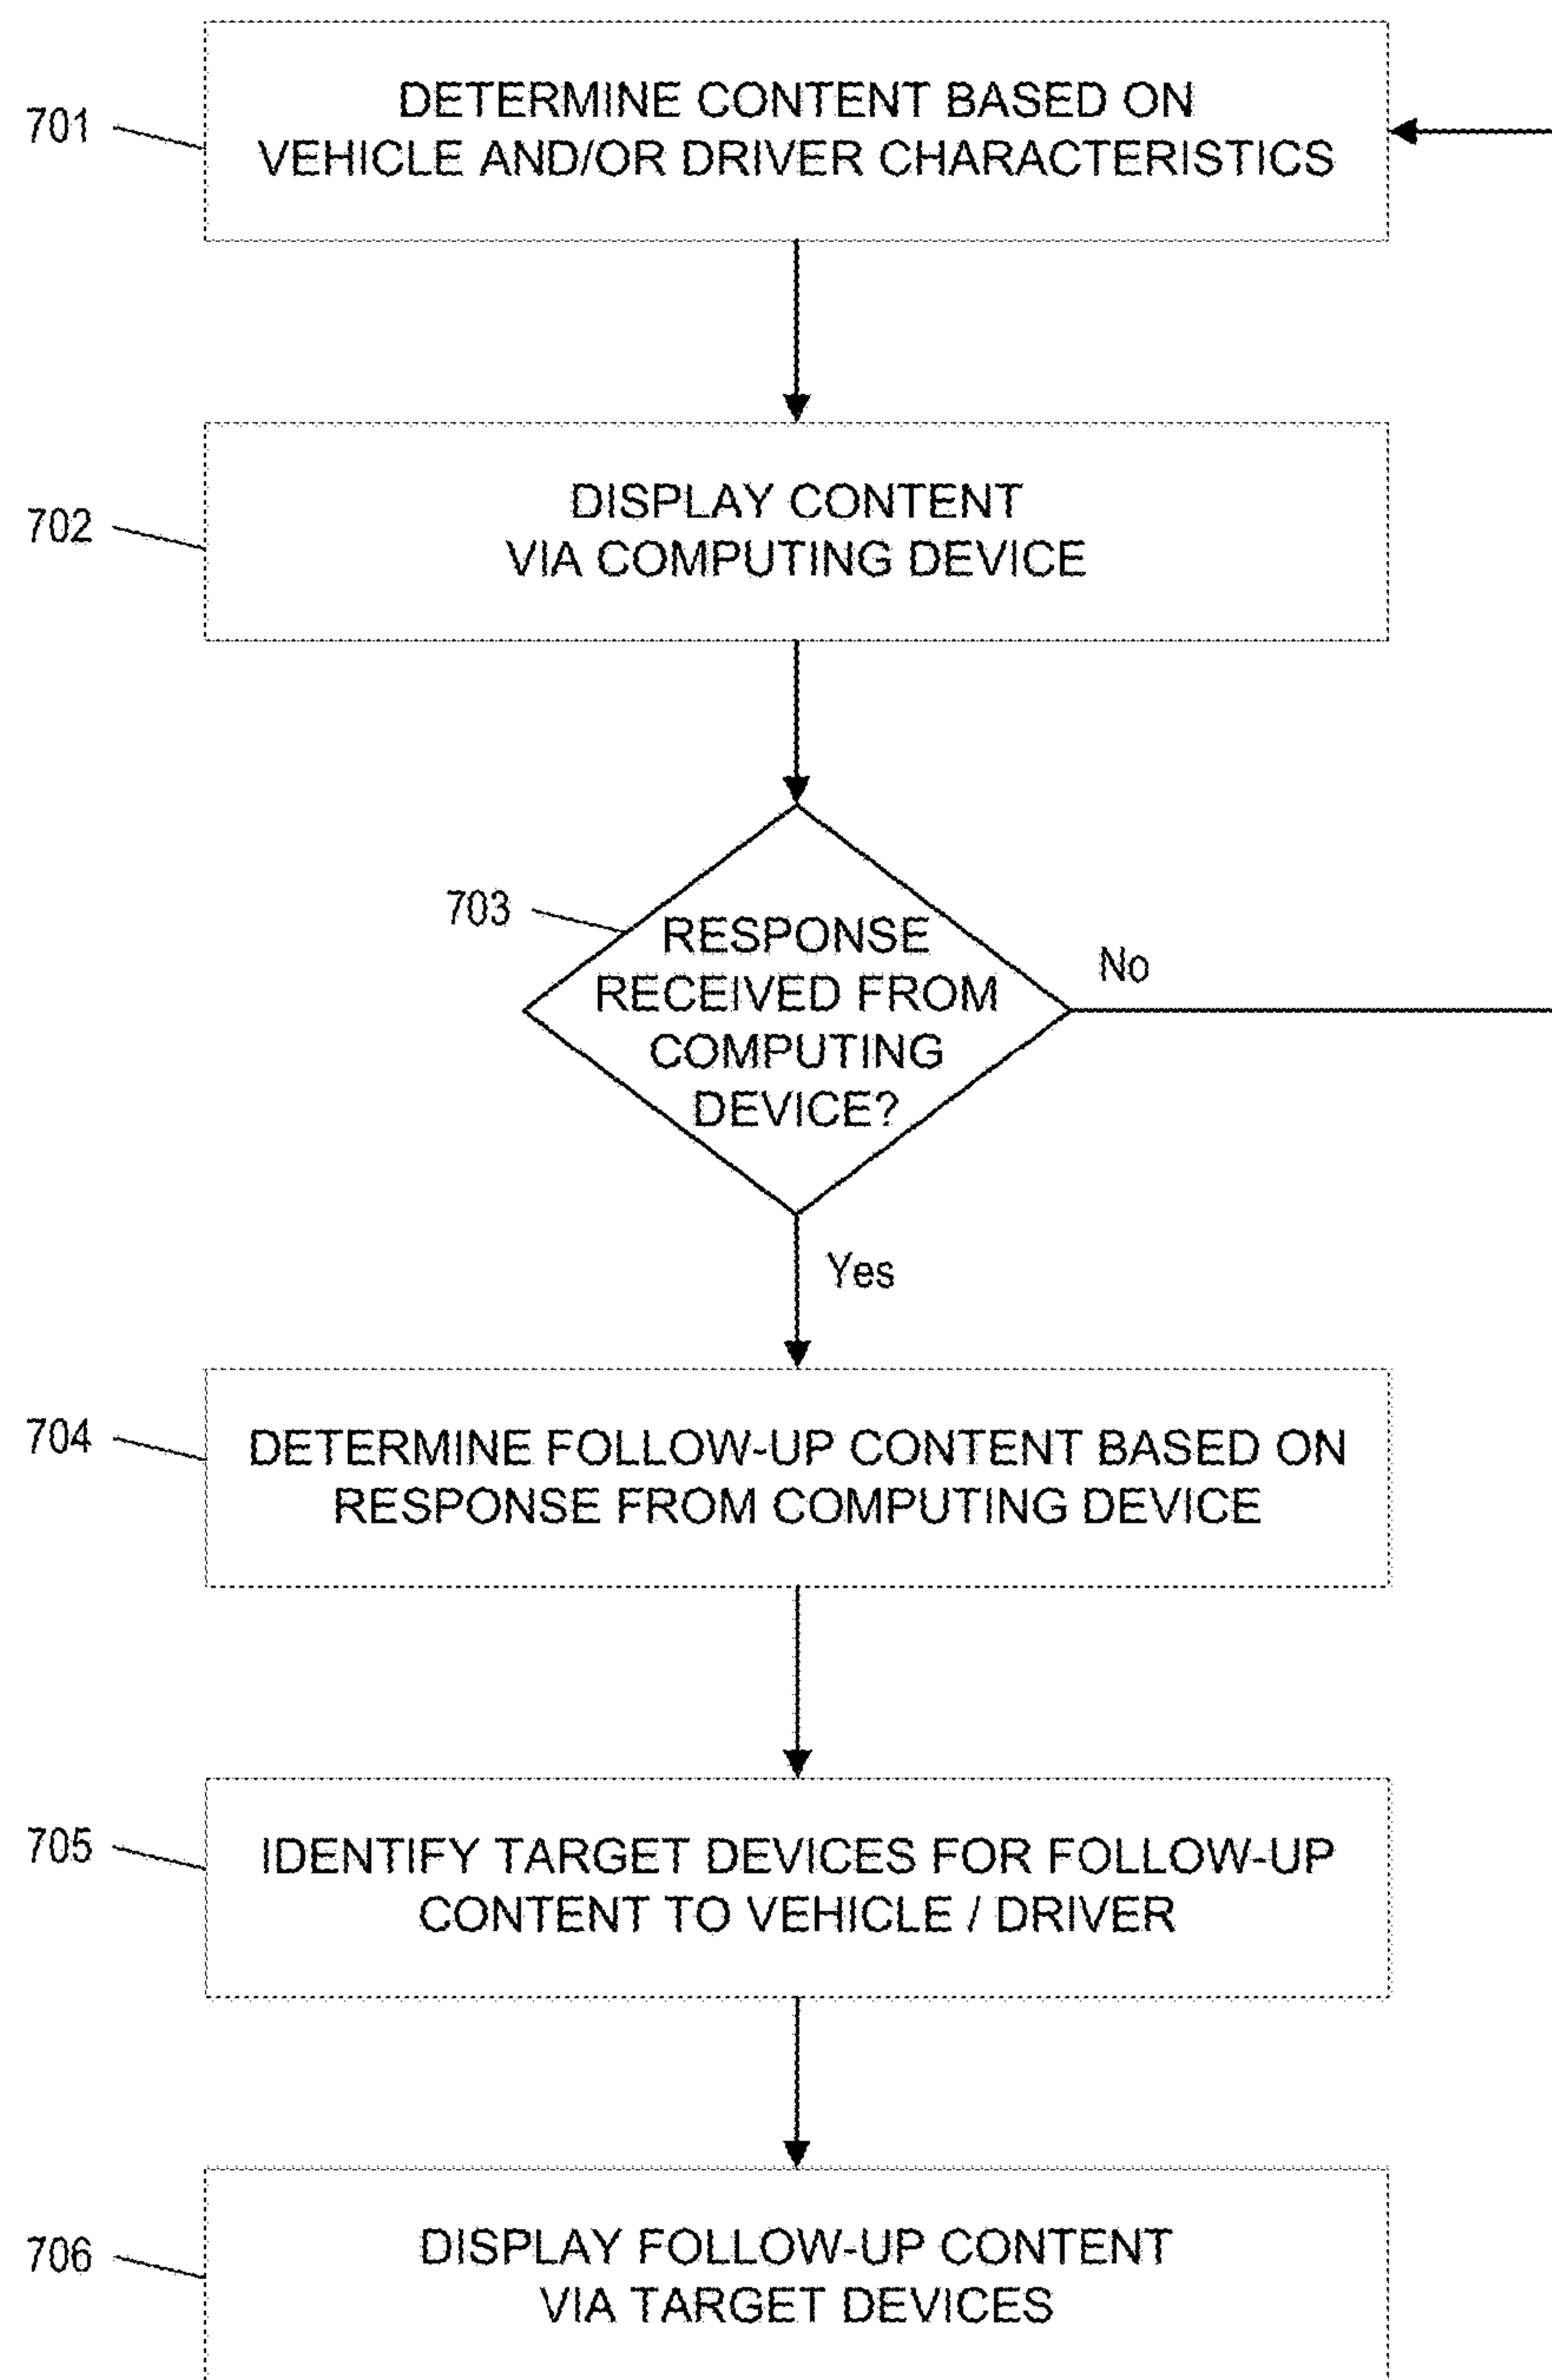 701
DETERMINE CONTENT BASED ON
VEHICLE AND/OR DRIVER CHARACTERISTICS
702
DISPLAY CONTENT
VIA COMPUTING DEVICE
703
RESPONSE
RECEIVED FROM
COMPUTING
DEVICE?
No
Yes
704
DETERMINE FOLLOW-UP CONTENT BASED ON
RESPONSE FROM COMPUTING DEVICE
705
IDENTIFY TARGET DEVICES FOR FOLLOW-UP
CONTENT TO VEHICLE / DRIVER
706
DISPLAY FOLLOW-UP CONTENT
VIA TARGET DEVICES